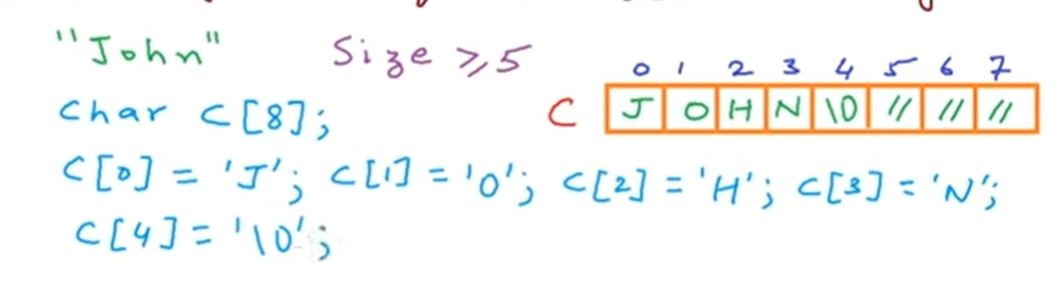 "John" Size ≥5
0 1 2 3 4 5 6 7
char C[8]; C J O H N \0 // // //
C[0] = 'J'; C[1] = 'O'; C[2] = 'H'; C[3] = 'N';
C[4] = '\0';